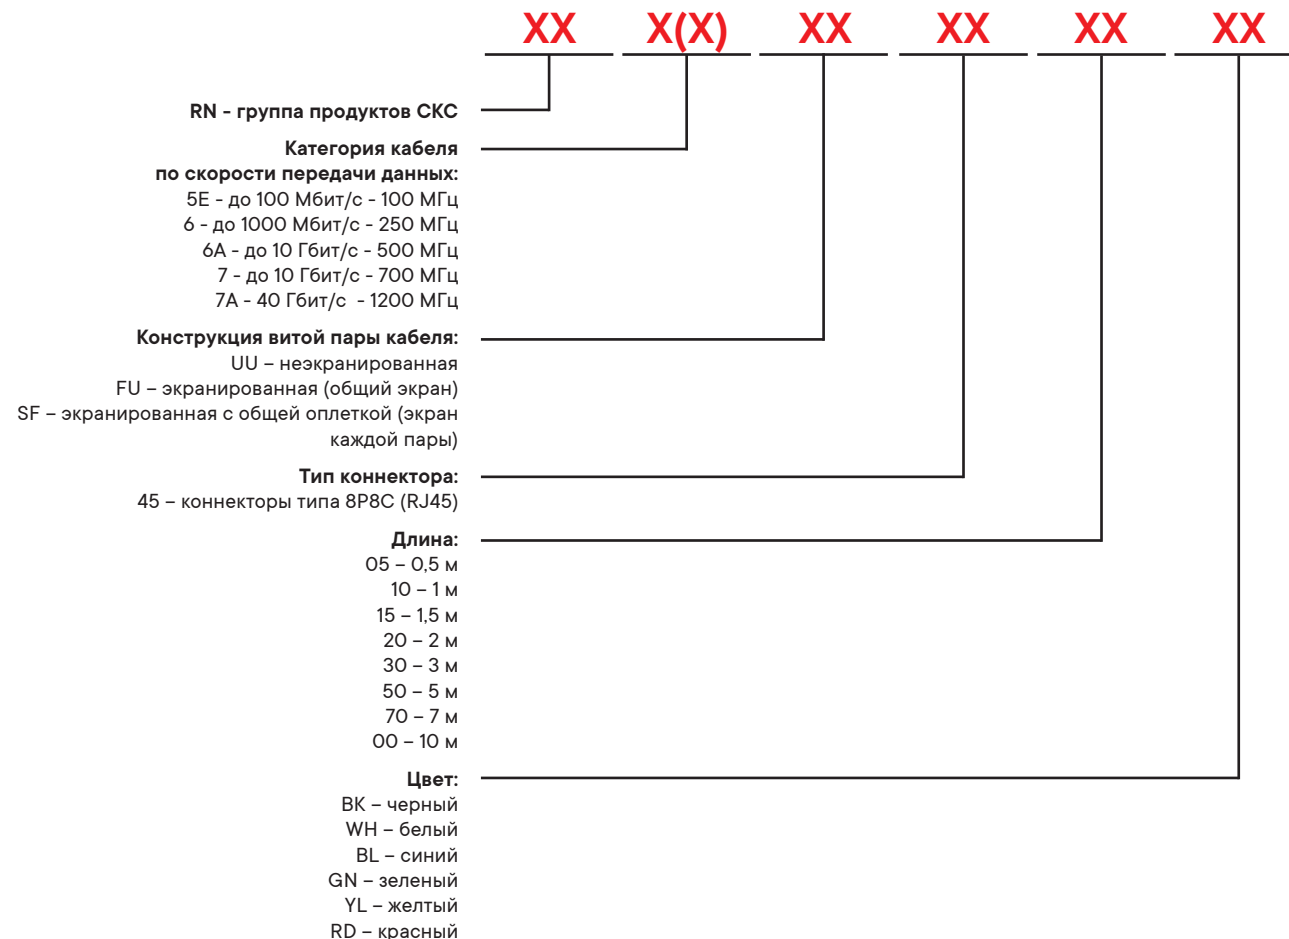 XX X(X) XX XX XX XX
RN - группа продуктов СКС
Категория кабеля
по скорости передачи данных:
5E - до 100 Мбит/с - 100 МГц
6 - до 1000 Мбит/с - 250 МГц
6A - до 10 Гбит/с - 500 МГц
7 - до 10 Гбит/с - 700 МГц
7A - 40 Гбит/с - 1200 МГц
Конструкция витой пары кабеля:
UU – неэкранированная
FU – экранированная (общий экран)
SF – экранированная с общей оплеткой (экран
каждой пары)
Тип коннектора:
45 – коннекторы типа 8P8C (RJ45)
Длина:
05 – 0,5 м
10 – 1 м
15 – 1,5 м
20 – 2 м
30 – 3 м
50 – 5 м
70 – 7 м
00 – 10 м
Цвет:
BK – черный
WH – белый
BL – синий
GN – зеленый
YL – желтый
RD – красный